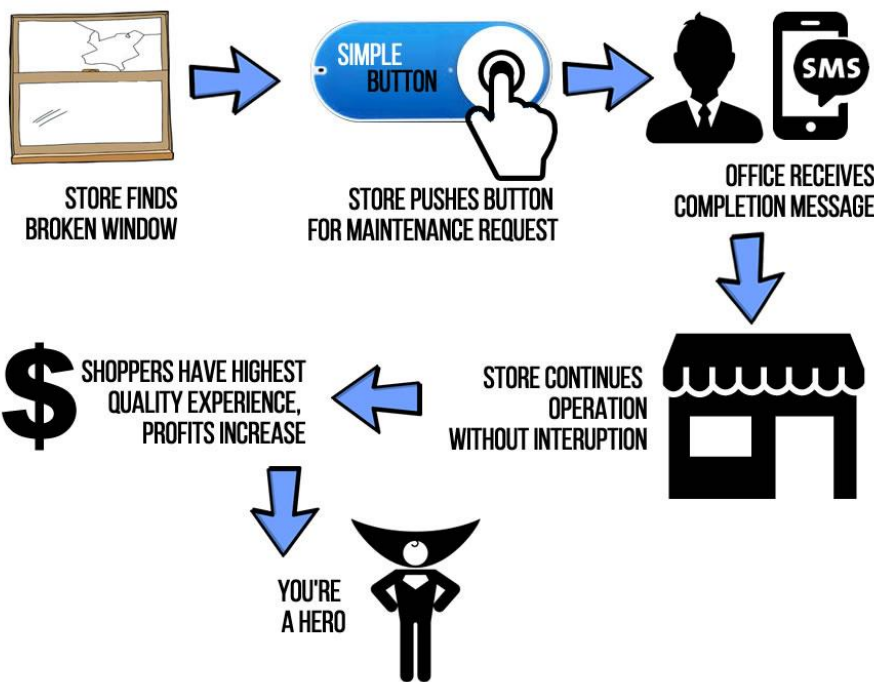 SIMPLE
BUTTON
SMS
STORE FINDS
BROKEN WINDOW
STORE PUSHES BUTTON
FOR MAINTENANCE REQUEST
OFFICE RECEIVES
COMPLETION MESSAGE
STORE CONTINUES
OPERATION
WITHOUT INTERUPTION
$
SHOPPERS HAVE HIGHEST
QUALITY EXPERIENCE,
PROFITS INCREASE
YOU'RE
A HERO